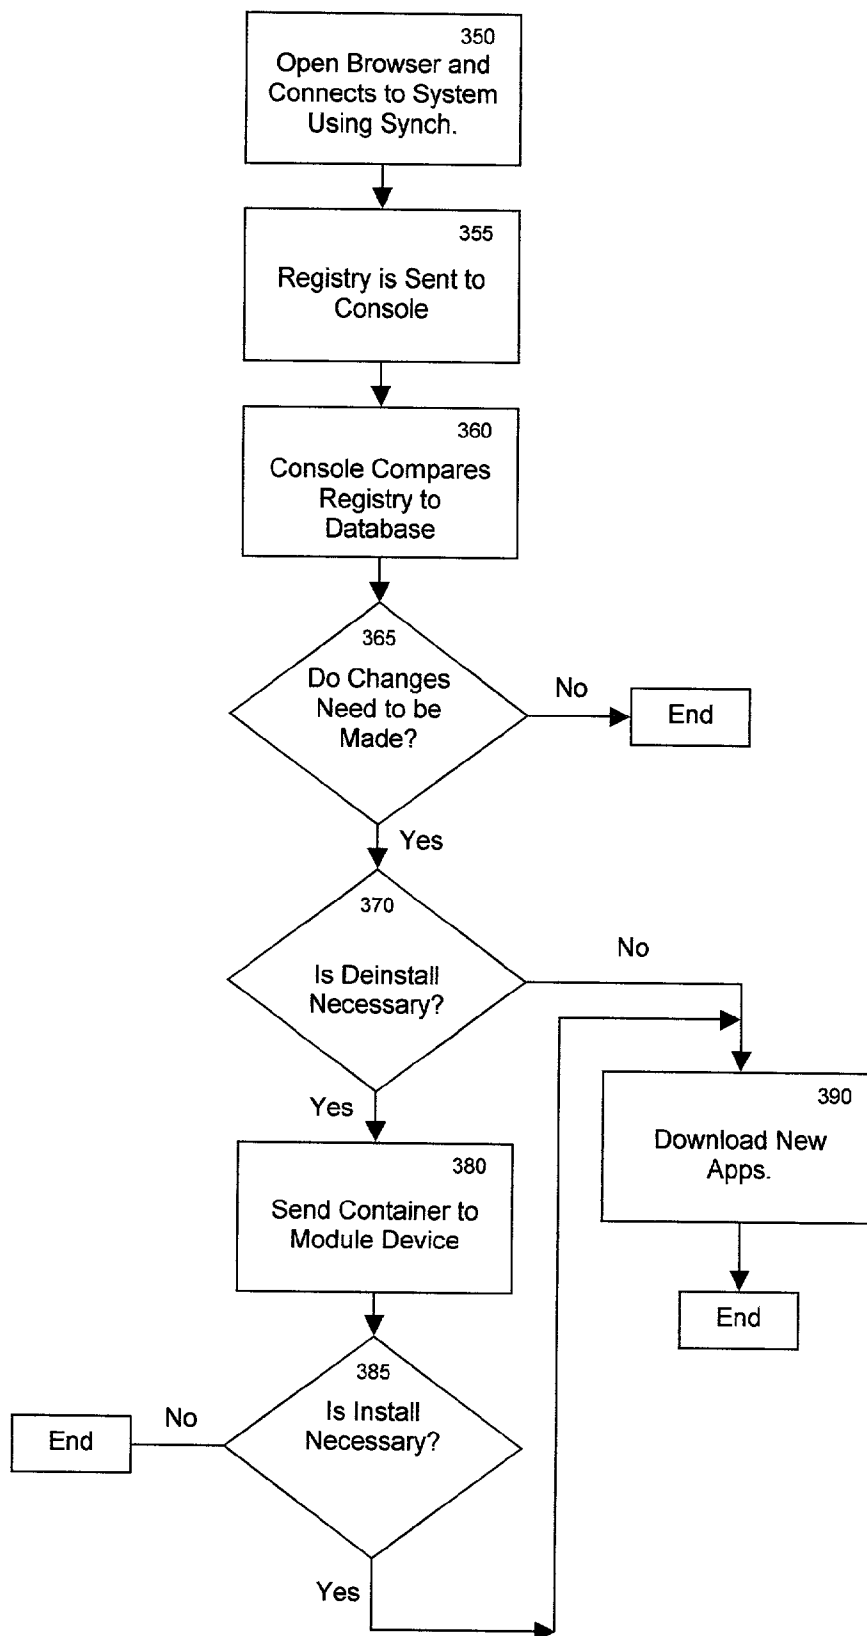 350
Open Browser and
Connects to System
Using Synch.
355
Registry is Sent to
Console
360
Console Compares
Registry to
Database
365
Do Changes
Need to be
Made?
No
End
Yes
370
Is Deinstall
Necessary?
No
Yes
390
Download New
Apps.
End
380
Send Container to
Module Device
385
Is Install
Necessary?
No
End
Yes